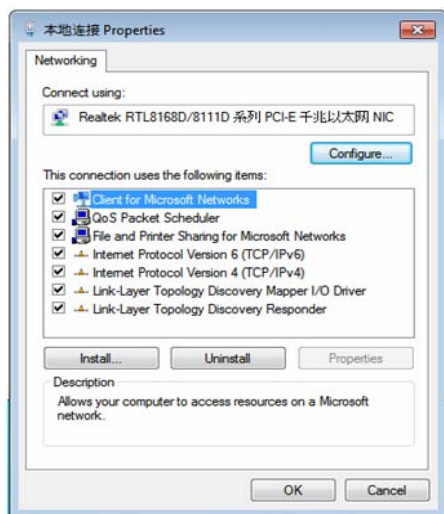 本地连接 Properties
Networking
Connect using:
Realtek RTL8168D/8111D 系列 PCI-E 千兆以太网 NIC
Configure...
This connection uses the following items:
Client for Microsoft Networks
QoS Packet Scheduler
File and Printer Sharing for Microsoft Networks
Internet Protocol Version 6 (TCP/IPv6)
Internet Protocol Version 4 (TCP/IPv4)
Link-Layer Topology Discovery Mapper I/O Driver
Link-Layer Topology Discovery Responder
Install... Uninstall Properties
Description
Allows your computer to access resources on a Microsoft
network.
OK Cancel